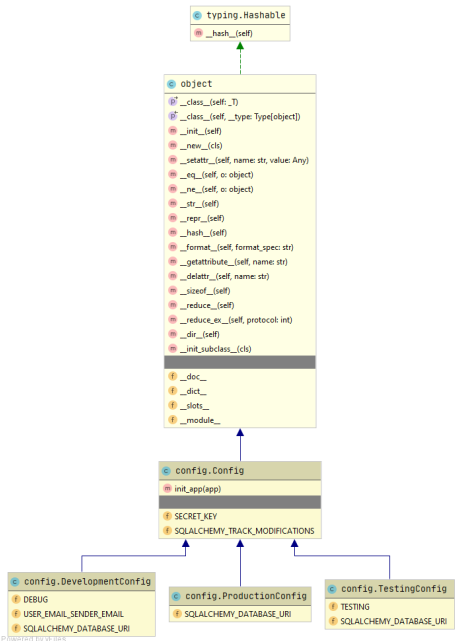 typing.Hashable
__hash__(self)
object
__class__(self: _T)
__class__(self, __type: Type[object])
__init__(self)
__new__(cls)
__setattr__(self, name: str, value: Any)
__eq__(self, o: object)
__ne__(self, o: object)
__str__(self)
__repr__(self)
__hash__(self)
__format__(self, format_spec: str)
__getattribute__(self, name: str)
__delattr__(self, name: str)
__sizeof__(self)
__reduce__(self)
__reduce_ex__(self, protocol: int)
__dir__(self)
__init_subclass__(cls)
__doc__
__dict__
__slots__
__module__
config.Config
init_app(app)
SECRET_KEY
SQLALCHEMY_TRACK_MODIFICATIONS
config.DevelopmentConfig
DEBUG
USER_EMAIL_SENDER_EMAIL
SQLALCHEMY_DATABASE_URI
config.ProductionConfig
SQLALCHEMY_DATABASE_URI
config.TestingConfig
TESTING
SQLALCHEMY_DATABASE_URI
Powered by yFiles